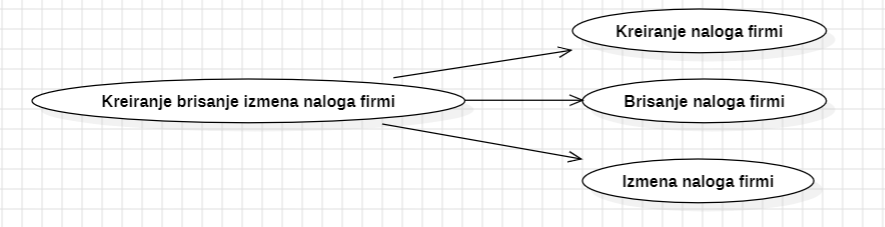 Kreiranje naloga firmi
Kreiranje brisanje izmena naloga firmi
Brisanje naloga firmi
Izmena naloga firmi